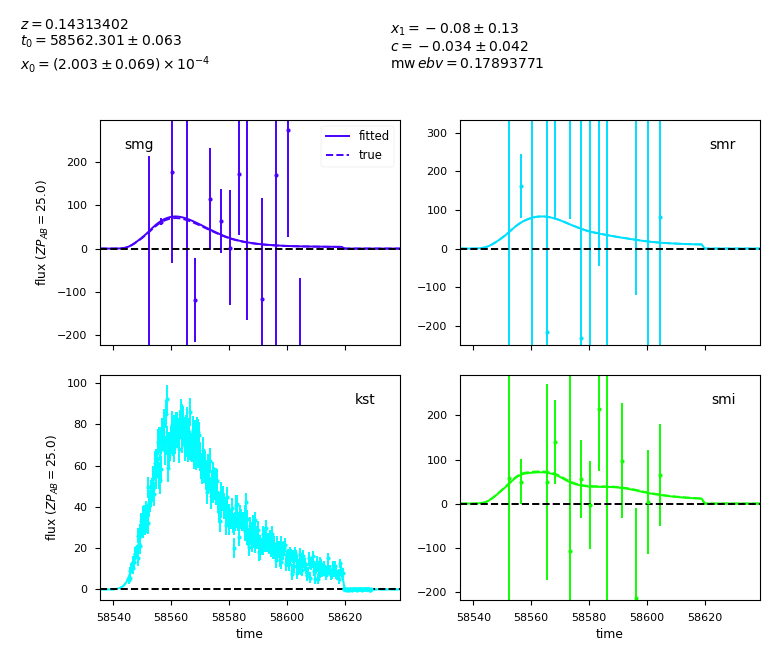 z = 0.14313402
t₀ = 58562.301 ± 0.063
x₀ = (2.003 ± 0.069) × 10⁻⁴
x₁ = −0.08 ± 0.13
c = −0.034 ± 0.042
mw ebv = 0.17893771
smg
fitted
true
200
100
0
−100
−200
flux (ZP_AB = 25.0)
smr
300
200
100
0
−100
−200
kst
100
80
60
40
20
0
flux (ZP_AB = 25.0)
58540 58560 58580 58600 58620
time
smi
200
100
0
−100
−200
58540 58560 58580 58600 58620
time